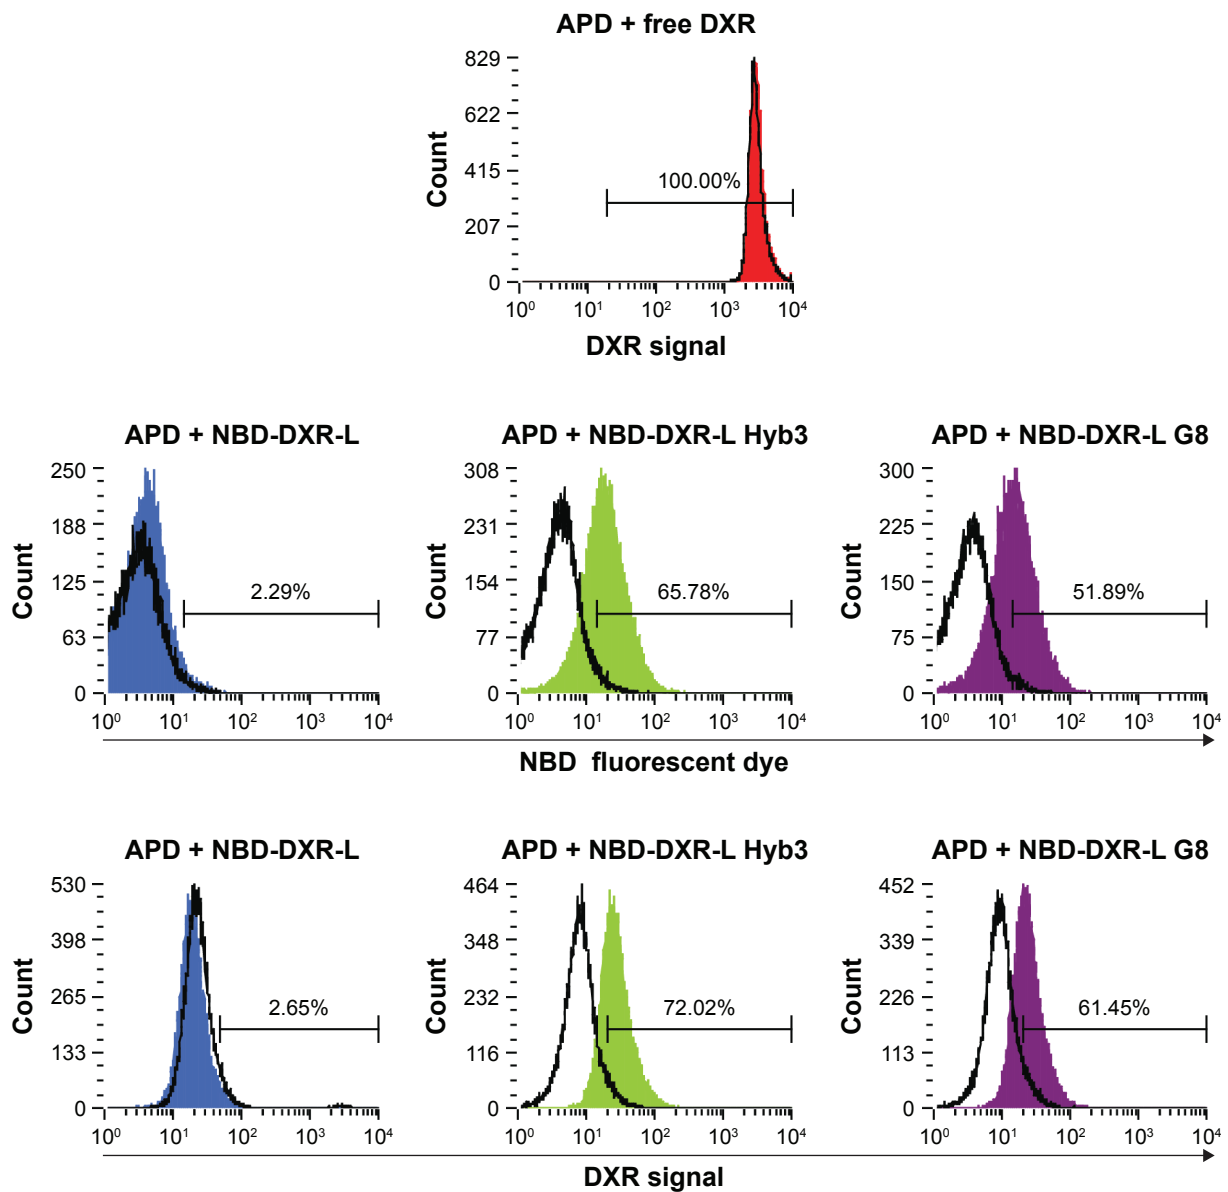 APD + free DXR
829
622
415
207
0
Count
100.00%
10⁰ 10¹ 10² 10³ 10⁴
DXR signal
APD + NBD-DXR-L APD + NBD-DXR-L Hyb3 APD + NBD-DXR-L G8
250
188
125
63
0
Count
2.29%
10⁰ 10¹ 10² 10³ 10⁴
308
231
154
77
0
Count
65.78%
10⁰ 10¹ 10² 10³ 10⁴
300
225
150
75
0
Count
51.89%
10⁰ 10¹ 10² 10³ 10⁴
NBD fluorescent dye
APD + NBD-DXR-L APD + NBD-DXR-L Hyb3 APD + NBD-DXR-L G8
530
398
265
133
0
Count
2.65%
10⁰ 10¹ 10² 10³ 10⁴
464
348
232
116
0
Count
72.02%
10⁰ 10¹ 10² 10³ 10⁴
452
339
226
113
0
Count
61.45%
10⁰ 10¹ 10² 10³ 10⁴
DXR signal